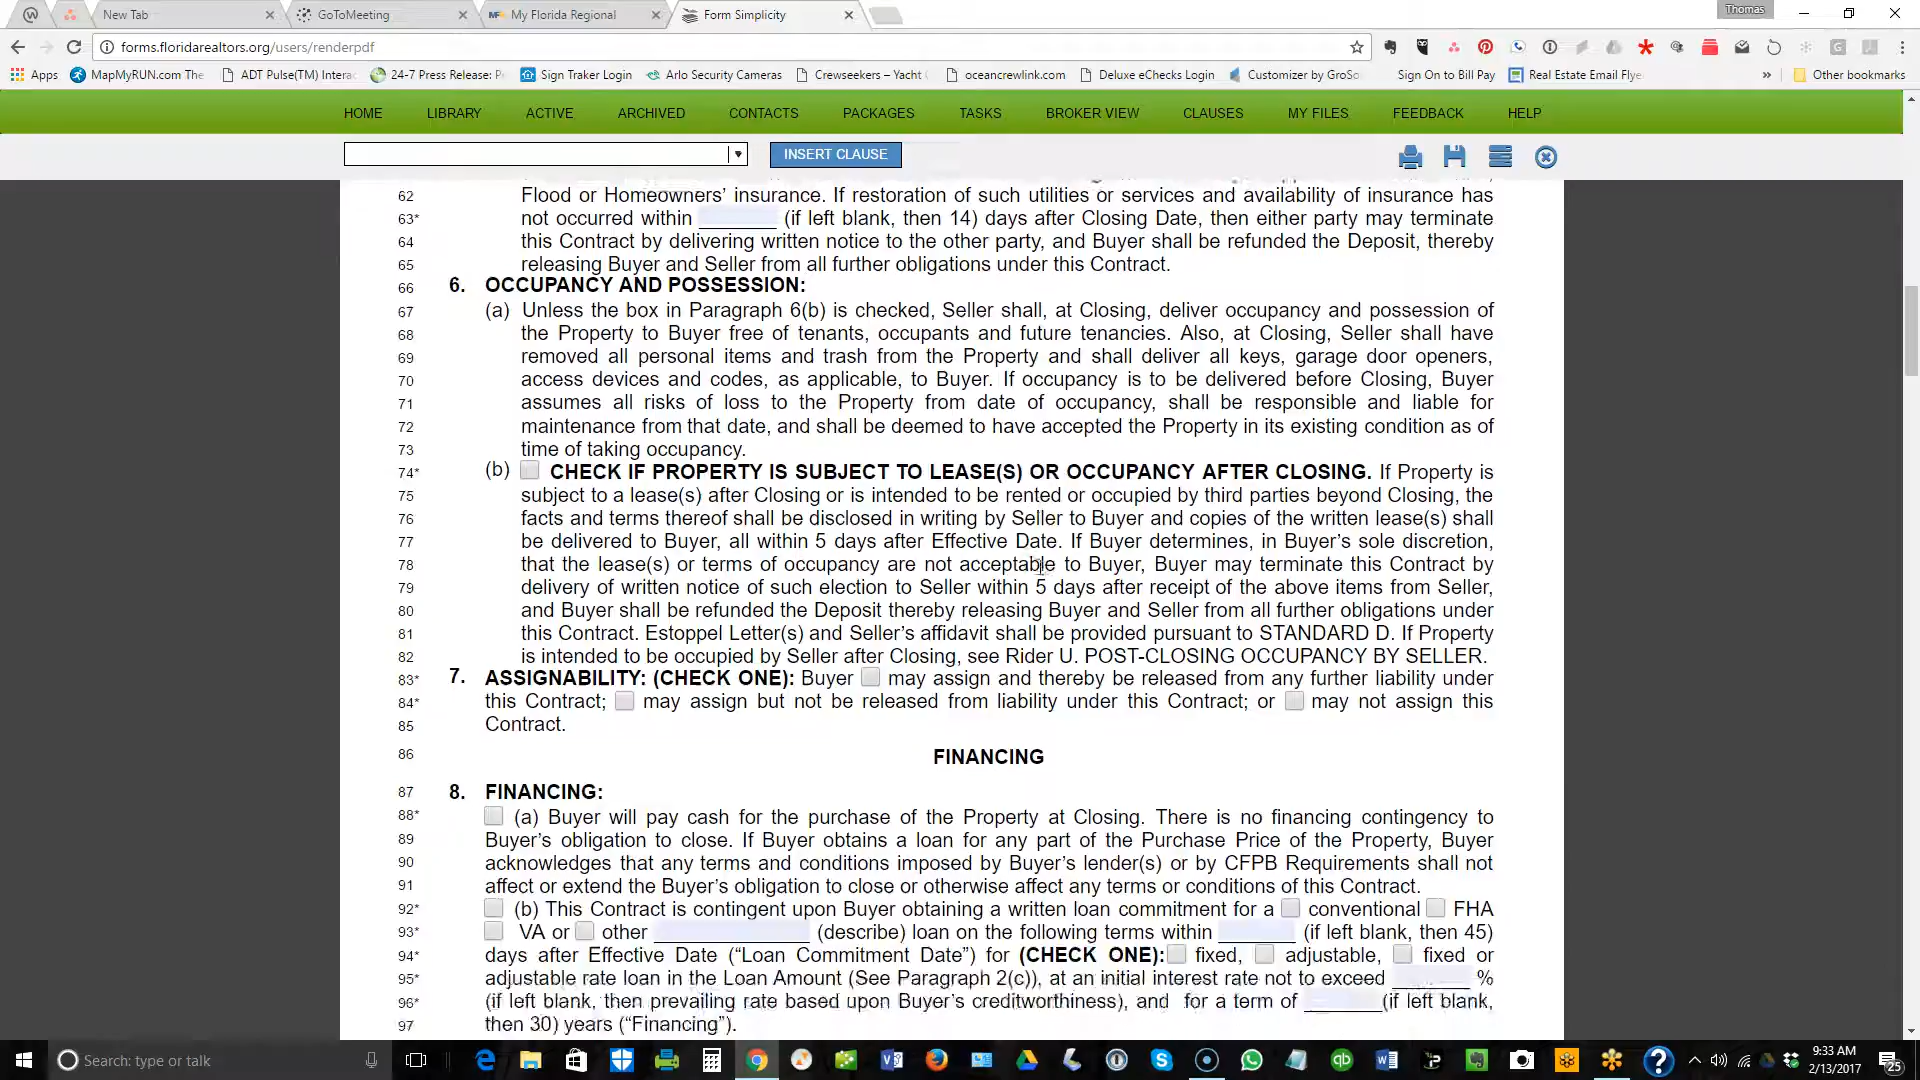 New Tab
GoToMeeting
My Florida Regional
Form Simplicity
Thomas
forms.floridarealtors.org/users/renderpdf
Apps
MapMyRUN.com The
ADT Pulse(TM) Intera
24-7 Press Release: P
Sign Traker Login
Arlo Security Cameras
Crewseekers – Yacht
oceancrewlink.com
Deluxe eChecks Login
Customizer by GroSo
Sign On to Bill Pay
Real Estate Email Flye
»
Other bookmarks
HOME
LIBRARY
ACTIVE
ARCHIVED
CONTACTS
PACKAGES
TASKS
BROKER VIEW
CLAUSES
MY FILES
FEEDBACK
HELP
INSERT CLAUSE
62 Flood or Homeowners' insurance. If restoration of such utilities or services and availability of insurance has
63* not occurred within (if left blank, then 14) days after Closing Date, then either party may terminate
64 this Contract by delivering written notice to the other party, and Buyer shall be refunded the Deposit, thereby
65 releasing Buyer and Seller from all further obligations under this Contract.
66 6. OCCUPANCY AND POSSESSION:
67 (a) Unless the box in Paragraph 6(b) is checked, Seller shall, at Closing, deliver occupancy and possession of
68 the Property to Buyer free of tenants, occupants and future tenancies. Also, at Closing, Seller shall have
69 removed all personal items and trash from the Property and shall deliver all keys, garage door openers,
70 access devices and codes, as applicable, to Buyer. If occupancy is to be delivered before Closing, Buyer
71 assumes all risks of loss to the Property from date of occupancy, shall be responsible and liable for
72 maintenance from that date, and shall be deemed to have accepted the Property in its existing condition as of
73 time of taking occupancy.
74* (b) CHECK IF PROPERTY IS SUBJECT TO LEASE(S) OR OCCUPANCY AFTER CLOSING. If Property is
75 subject to a lease(s) after Closing or is intended to be rented or occupied by third parties beyond Closing, the
76 facts and terms thereof shall be disclosed in writing by Seller to Buyer and copies of the written lease(s) shall
77 be delivered to Buyer, all within 5 days after Effective Date. If Buyer determines, in Buyer's sole discretion,
78 that the lease(s) or terms of occupancy are not acceptable to Buyer, Buyer may terminate this Contract by
79 delivery of written notice of such election to Seller within 5 days after receipt of the above items from Seller,
80 and Buyer shall be refunded the Deposit thereby releasing Buyer and Seller from all further obligations under
81 this Contract. Estoppel Letter(s) and Seller's affidavit shall be provided pursuant to STANDARD D. If Property
82 is intended to be occupied by Seller after Closing, see Rider U. POST-CLOSING OCCUPANCY BY SELLER.
83* 7. ASSIGNABILITY: (CHECK ONE): Buyer may assign and thereby be released from any further liability under
84* this Contract; may assign but not be released from liability under this Contract; or may not assign this
85 Contract.
86 FINANCING
87 8. FINANCING:
88* (a) Buyer will pay cash for the purchase of the Property at Closing. There is no financing contingency to
89 Buyer's obligation to close. If Buyer obtains a loan for any part of the Purchase Price of the Property, Buyer
90 acknowledges that any terms and conditions imposed by Buyer's lender(s) or by CFPB Requirements shall not
91 affect or extend the Buyer's obligation to close or otherwise affect any terms or conditions of this Contract.
92* (b) This Contract is contingent upon Buyer obtaining a written loan commitment for a conventional FHA
93* VA or other (describe) loan on the following terms within (if left blank, then 45)
94* days after Effective Date ("Loan Commitment Date") for (CHECK ONE): fixed, adjustable, fixed or
95* adjustable rate loan in the Loan Amount (See Paragraph 2(c)), at an initial interest rate not to exceed %
96* (if left blank, then prevailing rate based upon Buyer's creditworthiness), and for a term of (if left blank,
97 then 30) years ("Financing").
Search: type or talk
9:33 AM
2/13/2017
25